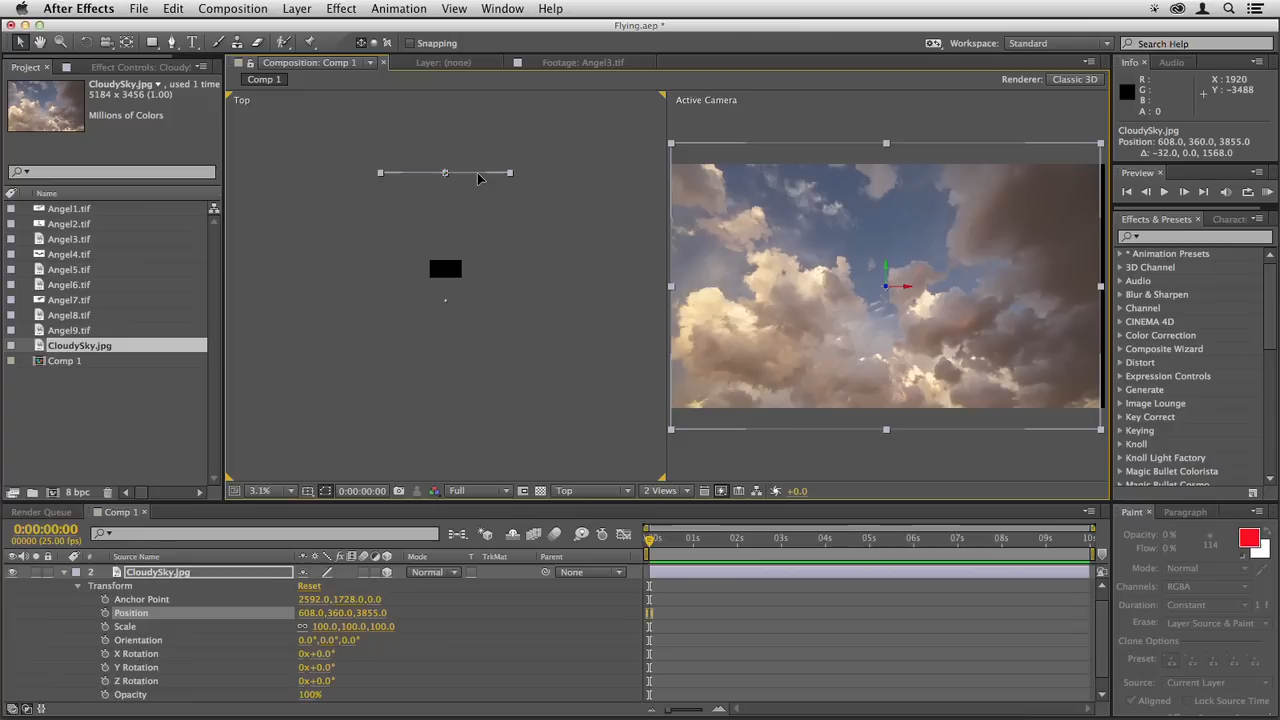 After Effects File Edit Composition Layer Effect Animation View Window Help
Flying.aep *
Snapping Workspace: Standard Search Help
Project Effect Controls: Cloudy: Composition: Comp 1 Layer: (none) Footage: Angel3.tif Info Audio
CloudySky.jpg , used 1 time
5184 x 3456 (1.00)
Millions of Colors
Comp 1 Renderer: Classic 3D
Top Active Camera
R: X: 1920
G: Y: -3488
B:
A: 0
CloudySky.jpg
Position: 608.0, 360.0, 3855.0
Δ: -32.0, 0.0, 1568.0
Preview
Name
Angel1.tif
Angel2.tif
Angel3.tif
Angel4.tif
Angel5.tif
Angel6.tif
Angel7.tif
Angel8.tif
Angel9.tif
CloudySky.jpg
Comp 1
Effects & Presets Charact
* Animation Presets
3D Channel
Audio
Blur & Sharpen
Channel
CINEMA 4D
Color Correction
Composite Wizard
Distort
Expression Controls
Generate
Image Lounge
Key Correct
Keying
Knoll
Knoll Light Factory
Magic Bullet Colorista
8 bpc 3.1% 0:00:00:00 Full Top 2 Views +0.0
Render Queue Comp 1
0:00:00:00
00000 (25.00 fps)
01s 02s 03s 04s 05s 06s 07s 08s 09s
# Source Name Mode T TrkMat Parent
2 CloudySky.jpg Normal None
Transform Reset
Anchor Point 2592.0,1728.0,0.0
Position 608.0,360.0,3855.0
Scale 100.0,100.0,100.0%
Orientation 0.0°,0.0°,0.0°
X Rotation 0x+0.0°
Y Rotation 0x+0.0°
Z Rotation 0x+0.0°
Opacity 100%
Paint Paragraph
Opacity: 0 %
Flow: 0 % 114
Mode: Normal
Channels: RGBA
Duration: Constant 1 f
Erase: Layer Source & Paint
Clone Options
Preset:
Source: Current Layer
Aligned Lock Source Time